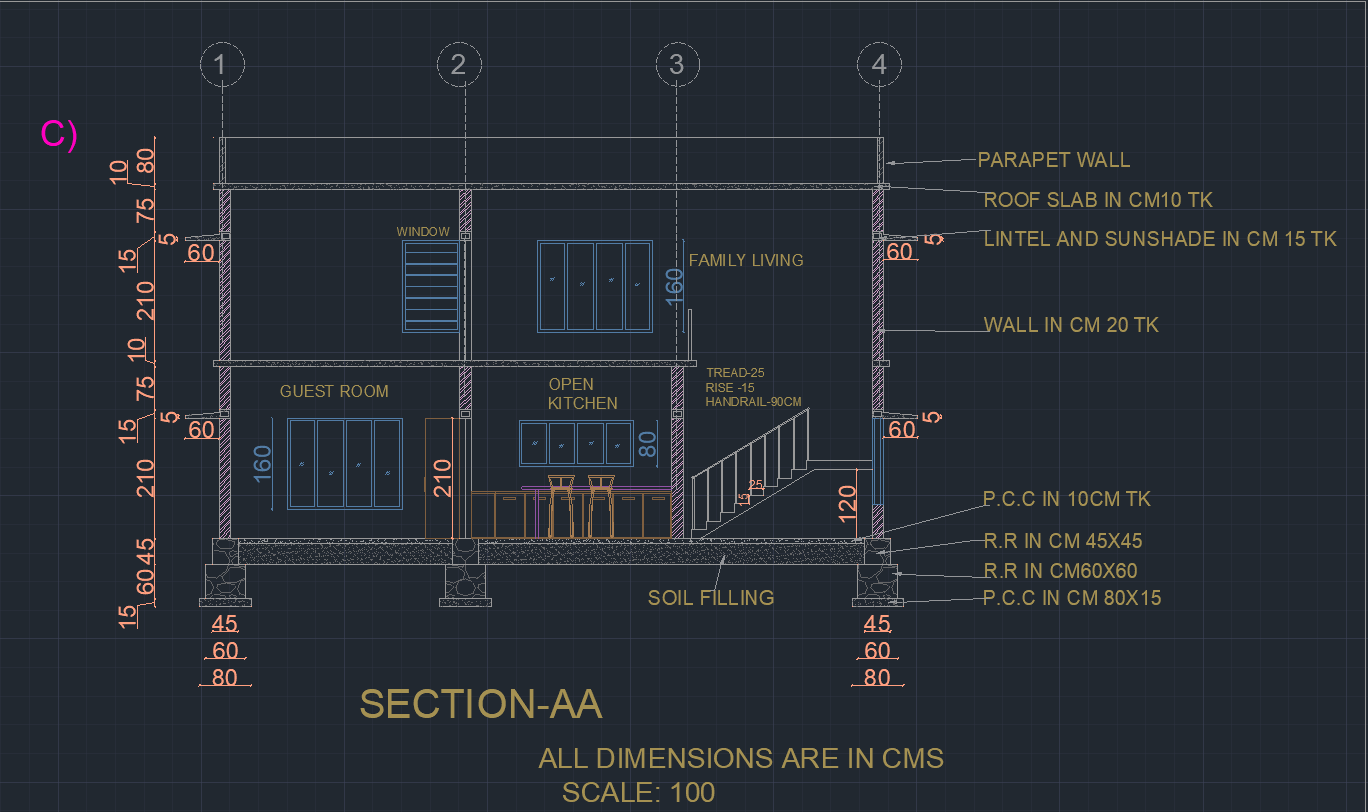 1
2
3
4
C)
80
10
75
5
60
15
210
10
75
5
60
15
210
45
60
15
PARAPET WALL
ROOF SLAB IN CM10 TK
LINTEL AND SUNSHADE IN CM 15 TK
5
60
WINDOW
FAMILY LIVING
160
WALL IN CM 20 TK
TREAD-25
RISE -15
HANDRAIL-90CM
GUEST ROOM
OPEN
KITCHEN
5
60
160
210
80
25
15
120
P.C.C IN 10CM TK
R.R IN CM 45X45
R.R IN CM60X60
P.C.C IN CM 80X15
SOIL FILLING
45
60
80
45
60
80
SECTION-AA
ALL DIMENSIONS ARE IN CMS
SCALE: 100